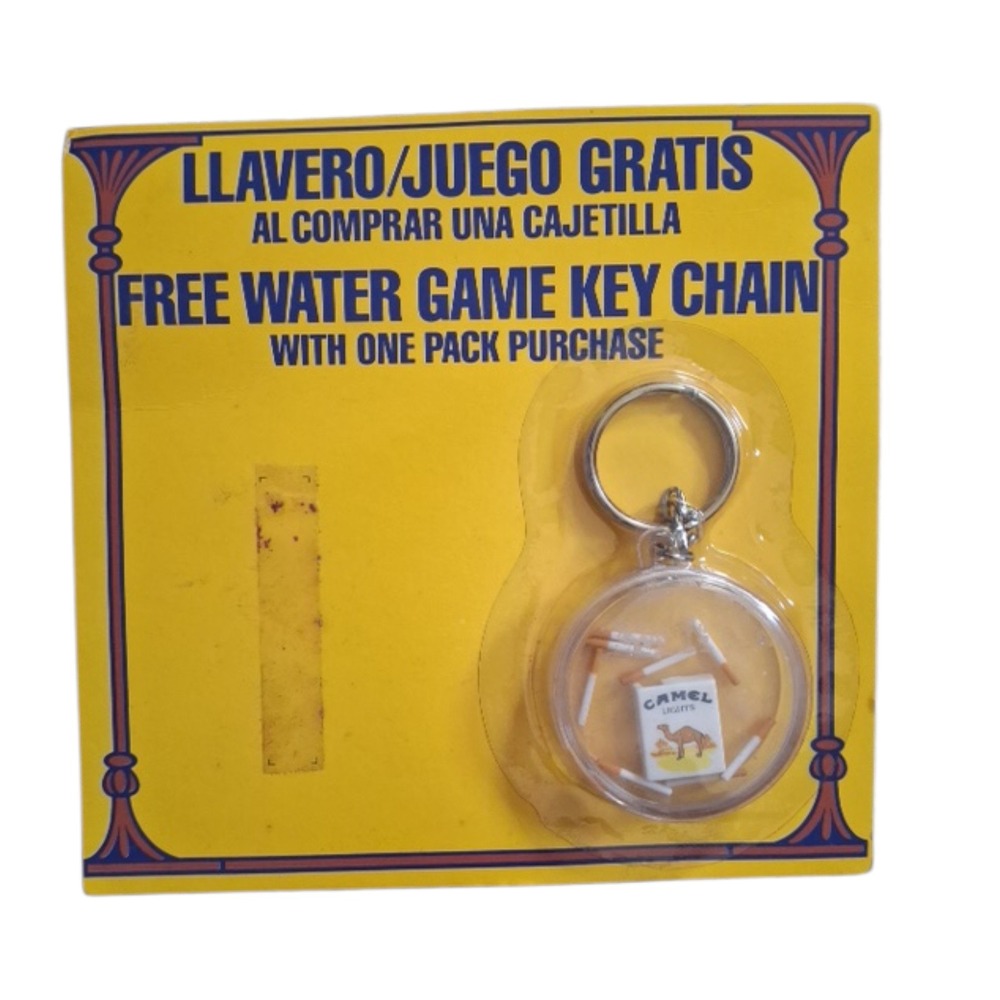 LLAVERO/JUEGO GRATIS
AL COMPRAR UNA CAJETILLA
FREE WATER GAME KEY CHAIN
WITH ONE PACK PURCHASE
CAMEL
LIGHTS